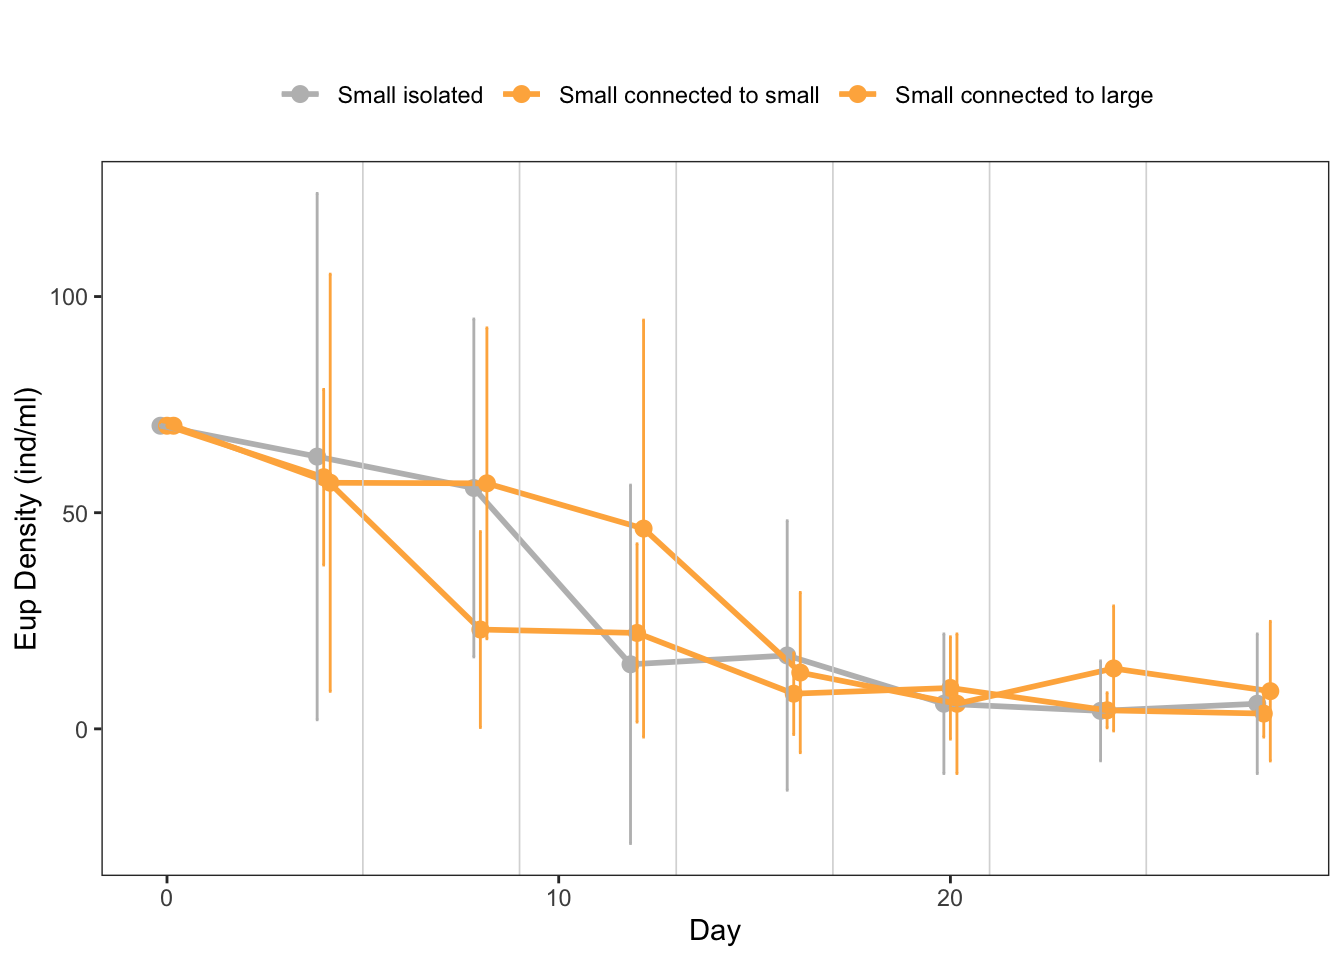 Small isolated Small connected to small Small connected to large
Eup Density (ind/ml)
100
50
0
0 10 20
Day